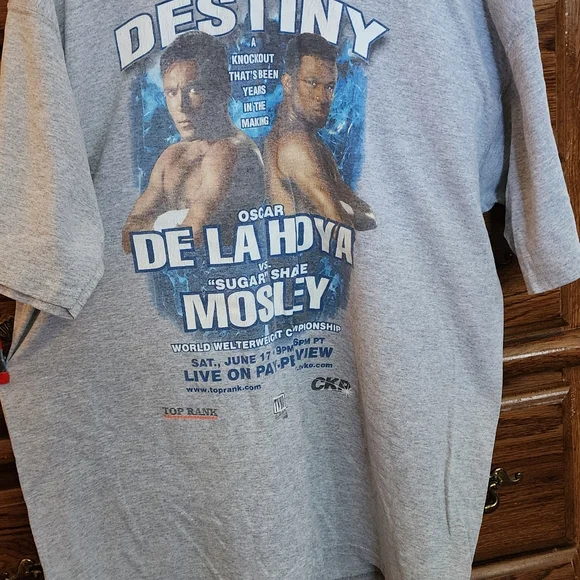 DESTINY
A
KNOCKOUT
THAT'S BEEN
YEARS
IN THE
MAKING
OSCAR
DE LA HOYA
VS.
"SUGAR" SHANE
MOSLEY
WORLD WELTERWEIGHT CHAMPIONSHIP
SAT., JUNE 17 · 9PM 6PM PT
LIVE ON PAY-PER-VIEW
www.toprank.com
CKP
TOP RANK